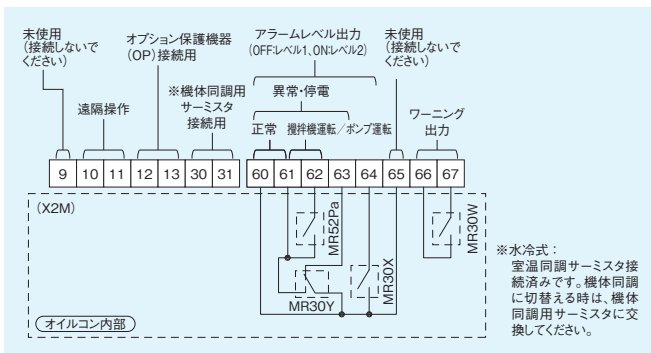 未使用
(接続しないで
ください)
オプション保護機器
(OP)接続用
アラームレベル出力
(OFF:レベル1、ON:レベル2)
未使用
(接続しないで
ください)
遠隔操作
※機体同調用
サーミスタ
接続用
異常・停電
正常 攪拌機運転/ポンプ運転
ワーニング
出力
9 10 11 12 13 30 31 60 61 62 63 64 65 66 67
(X2M)
MR52Pa
MR30Y
MR30X
MR30W
オイルコン内部
※水冷式:
室温同調サーミスタ接
続済みです。機体同調
に切替える時は、機体
同調用サーミスタに交
換してください。